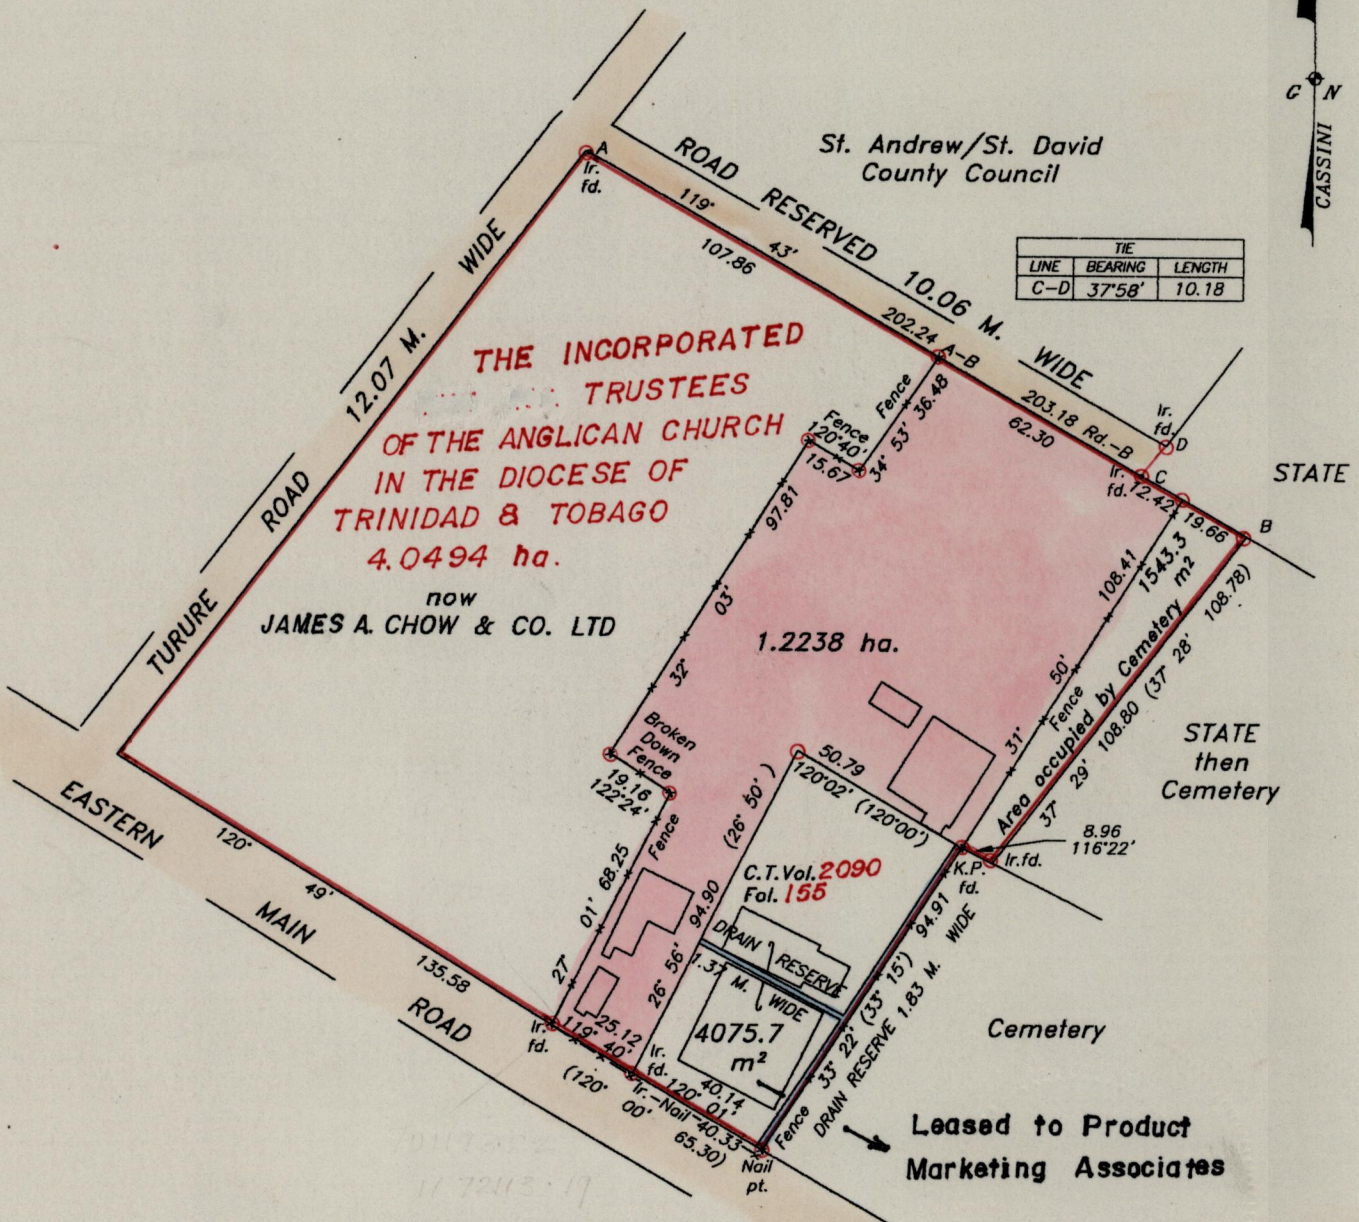 G N
CASSINI
St. Andrew/St. David
County Council
ROAD RESERVED 10.06 M. WIDE
A
Ir.
fd.
119° 43'
107.86
202.24 A-B
203.18 Rd.-B
62.30
TIE
LINE BEARING LENGTH
C-D 37°58' 10.18
Ir.
fd.
D
Ir.
fd.
C
12.42
19.66
B
STATE
TURURE ROAD 12.07 M. WIDE
THE INCORPORATED
TRUSTEES
OF THE ANGLICAN CHURCH
IN THE DIOCESE OF
TRINIDAD & TOBAGO
4.0494 ha.
now
JAMES A. CHOW & CO. LTD
Fence
34° 53' 36.48
Fence
120°40'
15.67
32° 03' 97.81
1.2238 ha.
31° 50' 108.41
Fence
1543.3
m²
Area occupied by Cemetery
37° 29' 108.80 (37° 28' 108.78)
STATE
then
Cemetery
Broken
Down
Fence
19.16
122°24'
Fence
27° 01' 68.25
50.79
120°02' (120°00')
8.96
116°22'
Ir.fd.
K.P.
fd.
26° 56' 94.90 (26° 50')
C.T.Vol.2090
Fol. 155
DRAIN RESERVE
1.37 M. WIDE
4075.7
m²
Fence 33° 22' (33° 15') 94.91
DRAIN RESERVE 1.83 M. WIDE
Cemetery
EASTERN MAIN ROAD
120° 49' 135.58
Ir.
fd.
25.12
119° 40'
(120° 00' 65.30)
Ir.
fd.
40.14
120° 01'
Ir.-Nail 40.33
Nail
pt.
Leased to Product
Marketing Associates